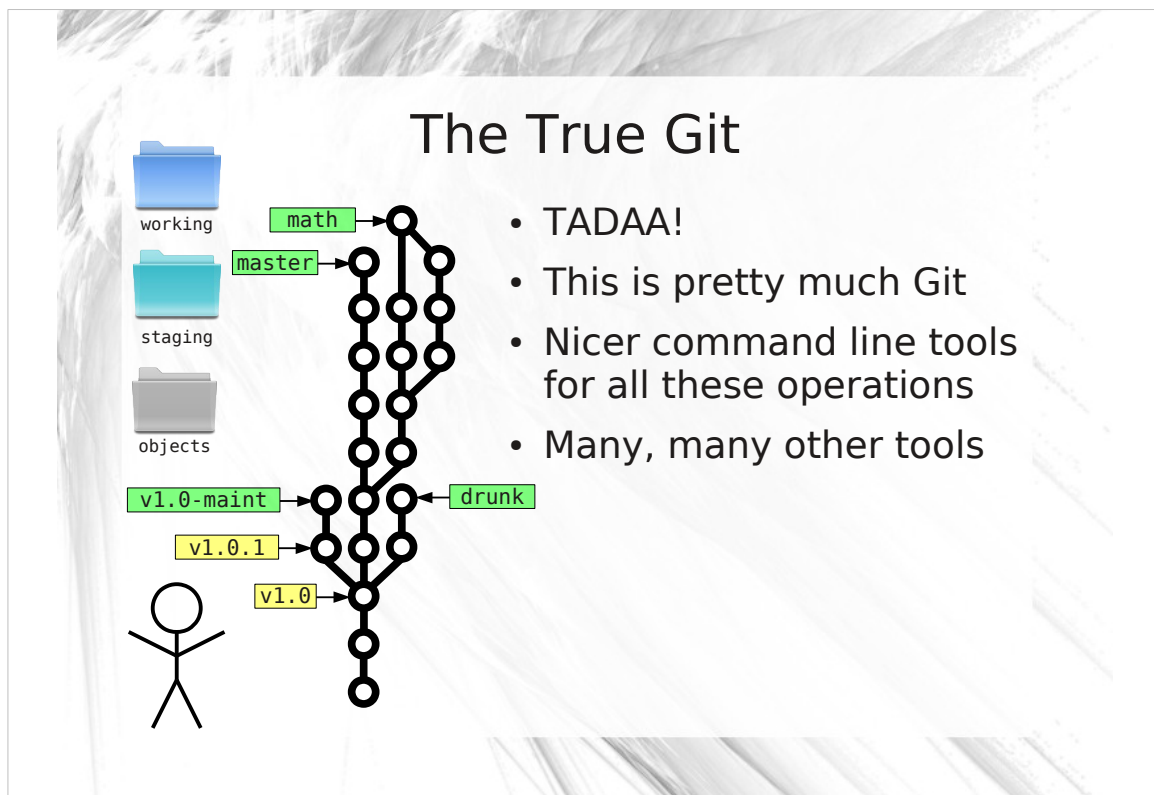 The True Git
working
staging
objects
math
master
v1.0-maint
drunk
v1.0.1
v1.0
• TADAA!
• This is pretty much Git
• Nicer command line tools
for all these operations
• Many, many other tools